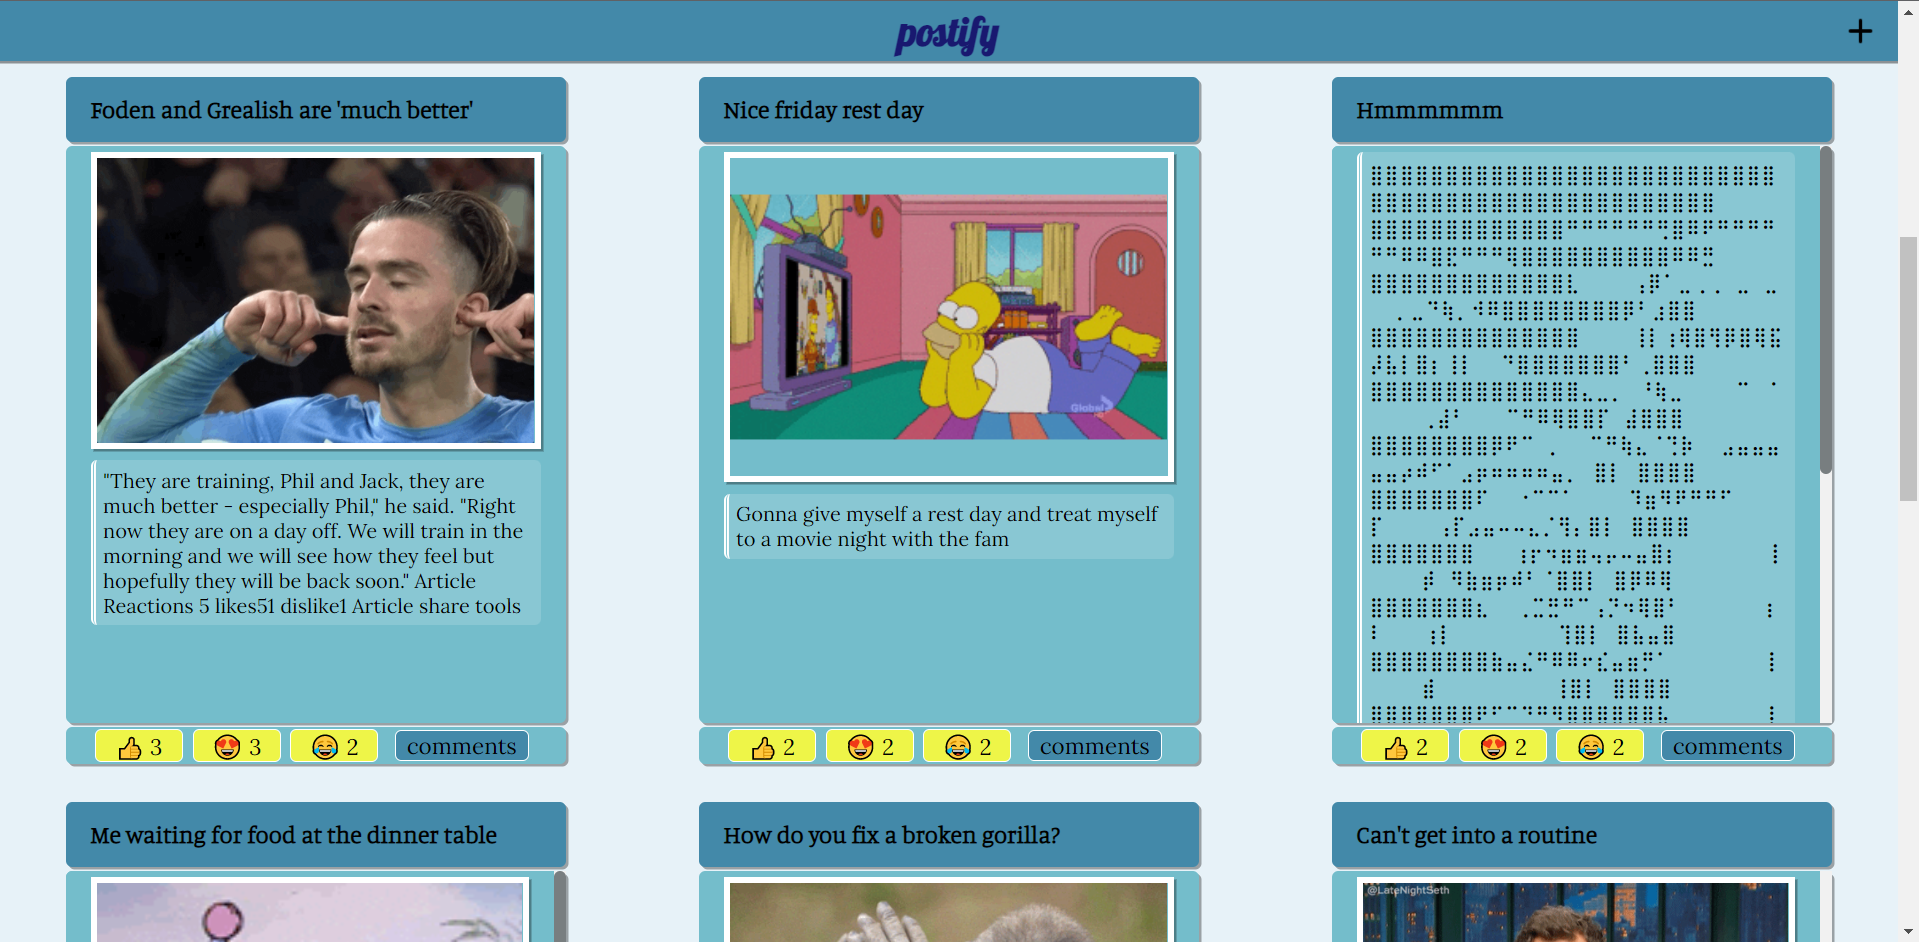 postify
Foden and Grealish are 'much better'
"They are training, Phil and Jack, they are
much better - especially Phil," he said. "Right
now they are on a day off. We will train in the
morning and we will see how they feel but
hopefully they will be back soon." Article
Reactions 5 likes51 dislike1 Article share tools
👍 3 😍 3 😂 2 comments
Nice friday rest day
Global
HD
Gonna give myself a rest day and treat myself
to a movie night with the fam
👍 2 😍 2 😂 2 comments
Hmmmmmm
👍 2 😍 2 😂 2 comments
Me waiting for food at the dinner table
How do you fix a broken gorilla?
Can't get into a routine
@LateNightSeth